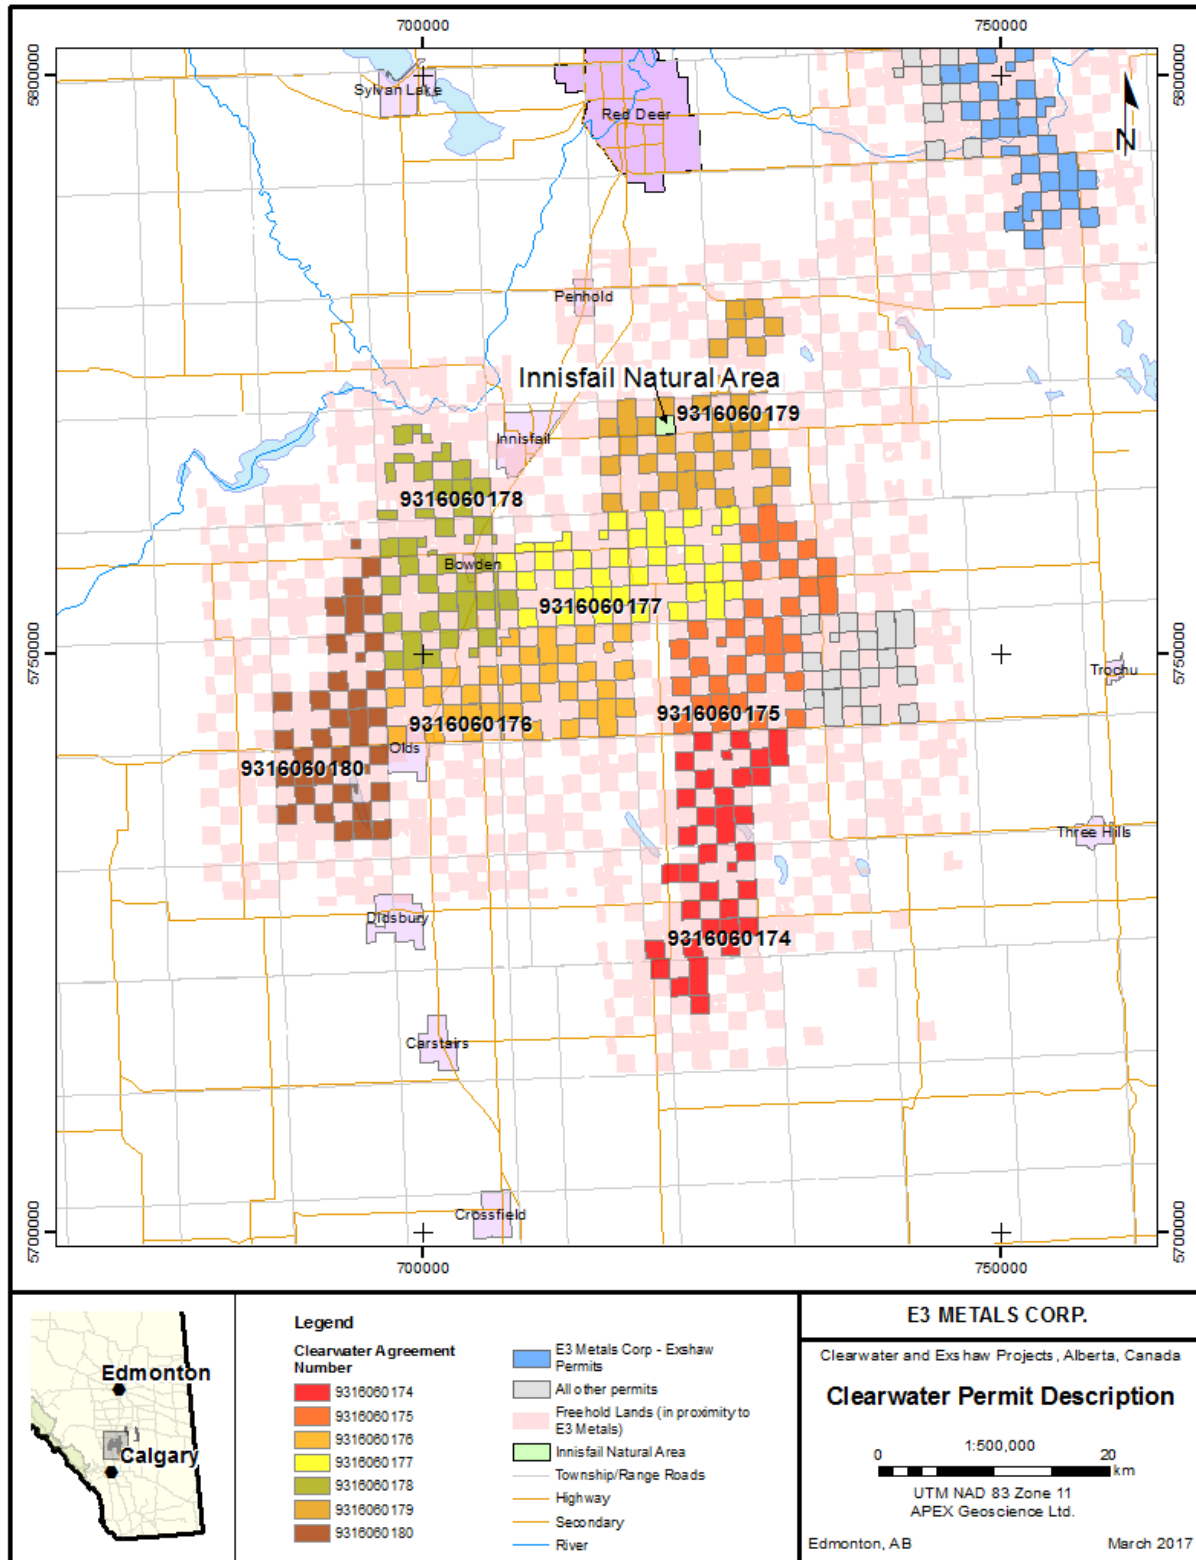 700000
750000
5800000
5800000
Sylvan Lake
Red Deer
N
Penhold
Innisfail Natural Area
9316060179
Innisfail
9316060178
Bowden
9316060177
5750000
5750000
Trochu
9316060175
9316060176
Olds
9316060180
Three Hills
Didsbury
9316060174
Carstairs
Crossfield
5700000
5700000
700000
750000
Edmonton
Calgary
Legend
Clearwater Agreement
Number
9316060174
9316060175
9316060176
9316060177
9316060178
9316060179
9316060180
E3 Metals Corp - Exshaw
Permits
All other permits
Freehold Lands (in proximity to
E3 Metals)
Innisfail Natural Area
Township/Range Roads
Highway
Secondary
River
E3 METALS CORP.
Clearwater and Exshaw Projects, Alberta, Canada
Clearwater Permit Description
1:500,000
0 20
km
UTM NAD 83 Zone 11
APEX Geoscience Ltd.
Edmonton, AB March 2017